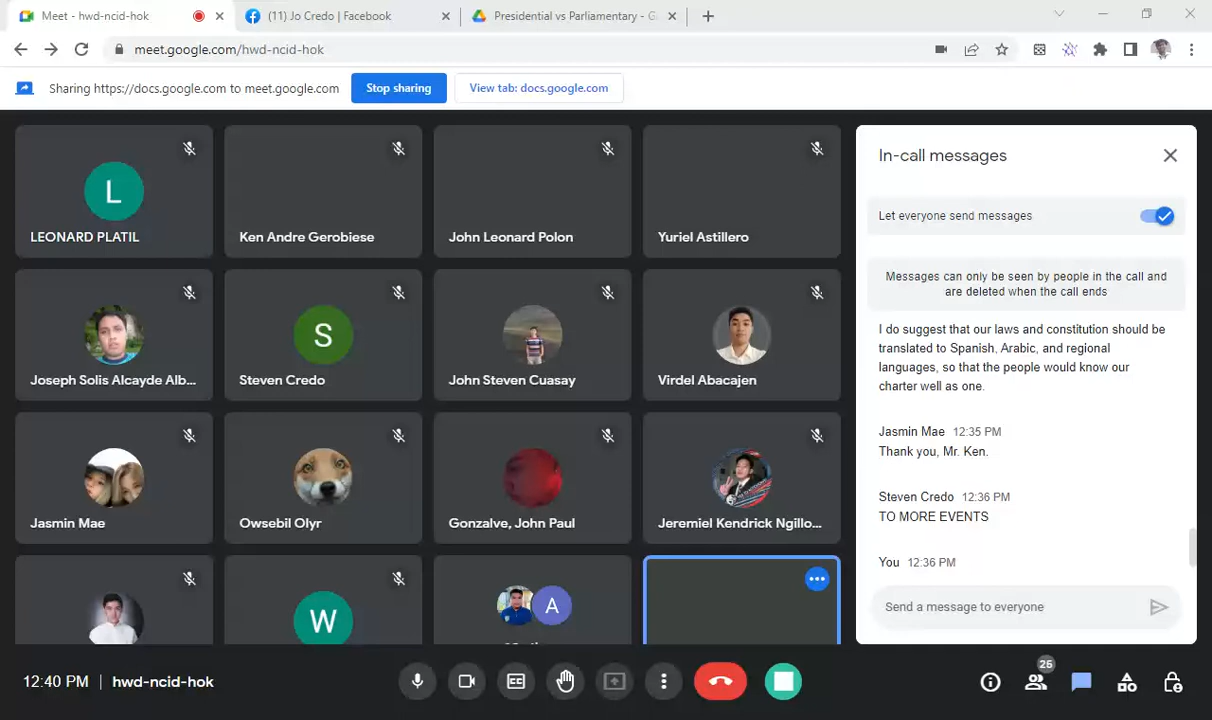 Meet - hwd-ncid-hok
(11) Jo Credo | Facebook
Presidential vs Parliamentary - G
meet.google.com/hwd-ncid-hok
Sharing https://docs.google.com to meet.google.com
Stop sharing
View tab: docs.google.com
L
LEONARD PLATIL
Ken Andre Gerobiese
John Leonard Polon
Yuriel Astillero
Joseph Solis Alcayde Alb...
S
Steven Credo
John Steven Cuasay
Virdel Abacajen
Jasmin Mae
Owsebil Olyr
Gonzalve, John Paul
Jeremiel Kendrick Ngillo...
W
A
In-call messages
Let everyone send messages
Messages can only be seen by people in the call and
are deleted when the call ends
I do suggest that our laws and constitution should be
translated to Spanish, Arabic, and regional
languages, so that the people would know our
charter well as one.
Jasmin Mae 12:35 PM
Thank you, Mr. Ken.
Steven Credo 12:36 PM
TO MORE EVENTS
You 12:36 PM
Send a message to everyone
12:40 PM | hwd-ncid-hok
CC
25